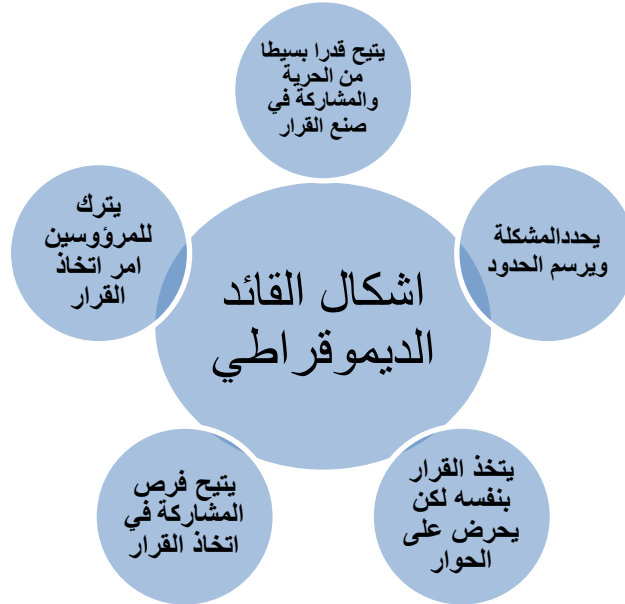 يتيح قدرا بسيطا
من الحرية
والمشاركة في
صنع القرار
يحددالمشكلة
ويرسم الحدود
يتخذ القرار
بنفسه لكن
يحرض على
الحوار
يتيح فرص
المشاركة في
اتخاذ القرار
يترك
للمرؤوسين
امر اتخاذ
القرار
اشكال القائد
الديموقراطي